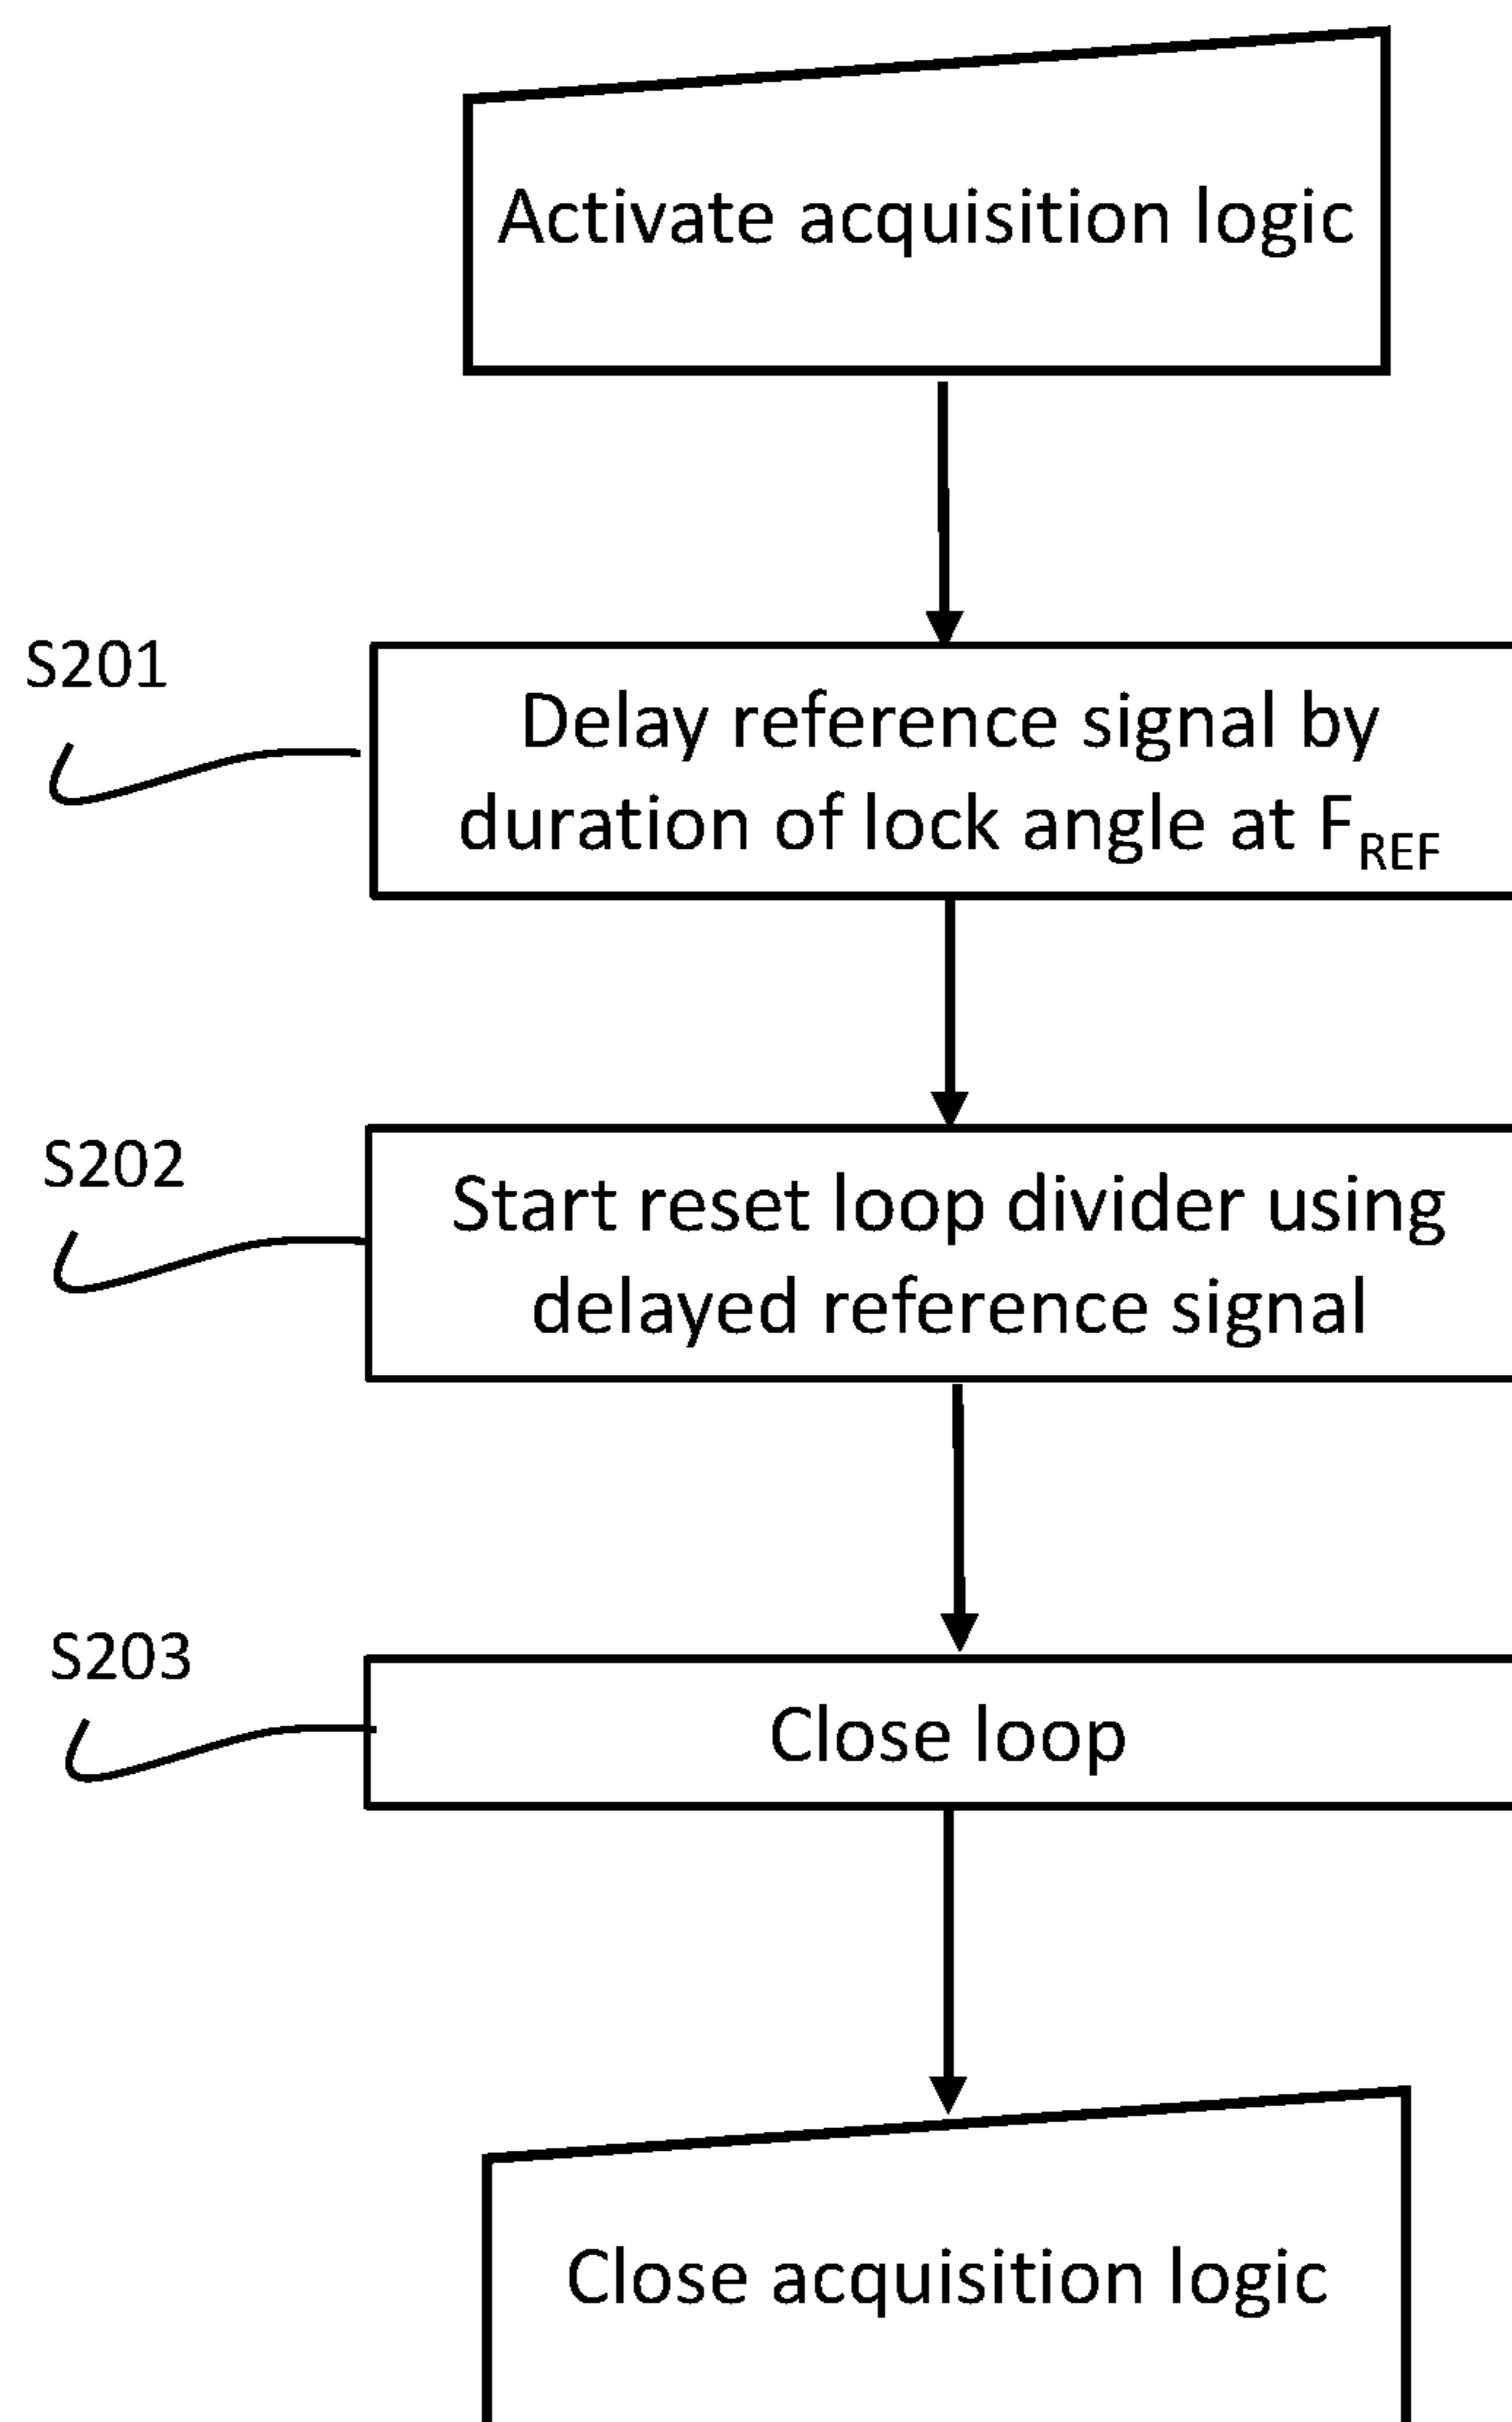 Activate acquisition logic
S201
Delay reference signal by
duration of lock angle at F_REF
S202
Start reset loop divider using
delayed reference signal
S203
Close loop
Close acquisition logic